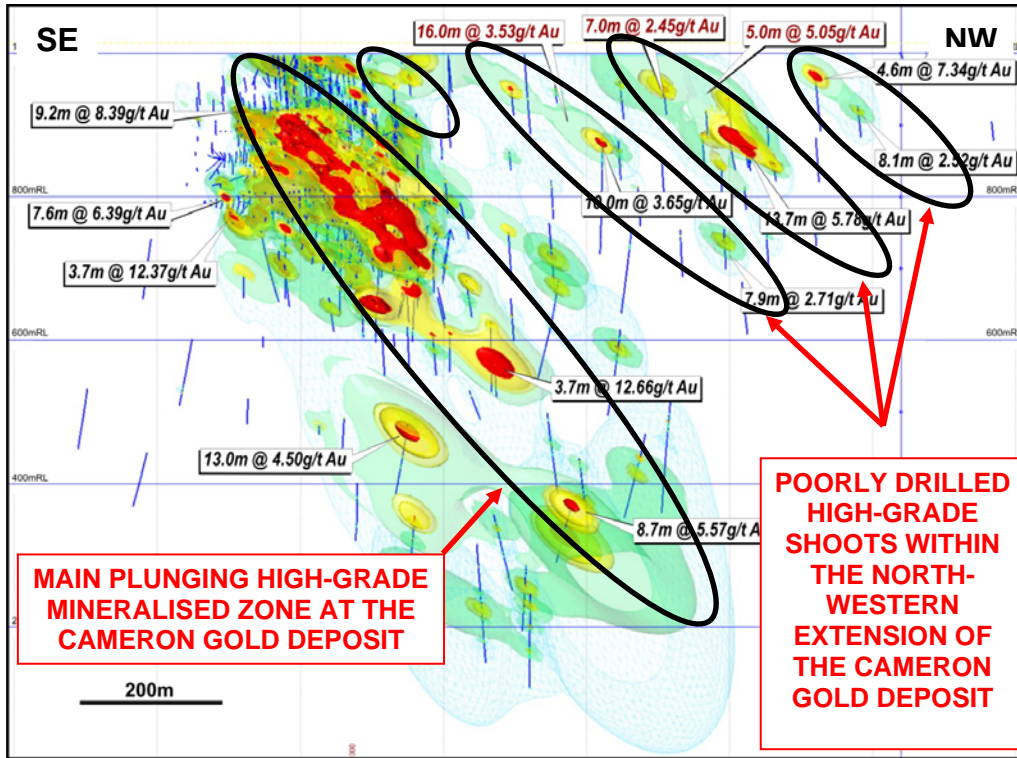 SE
NW
16.0m @ 3.53g/t Au
7.0m @ 2.45g/t Au
5.0m @ 5.05g/t Au
4.6m @ 7.34g/t Au
9.2m @ 8.39g/t Au
8.1m @ 2.52g/t Au
800mRL
800mRL
7.6m @ 6.39g/t Au
10.0m @ 3.65g/t Au
13.7m @ 5.78g/t Au
3.7m @ 12.37g/t Au
7.9m @ 2.71g/t Au
600mRL
600mRL
3.7m @ 12.66g/t Au
13.0m @ 4.50g/t Au
400mRL
8.7m @ 5.57g/t A
MAIN PLUNGING HIGH-GRADE
MINERALISED ZONE AT THE
CAMERON GOLD DEPOSIT
POORLY DRILLED
HIGH-GRADE
SHOOTS WITHIN
THE NORTH-
WESTERN
EXTENSION OF
THE CAMERON
GOLD DEPOSIT
200m